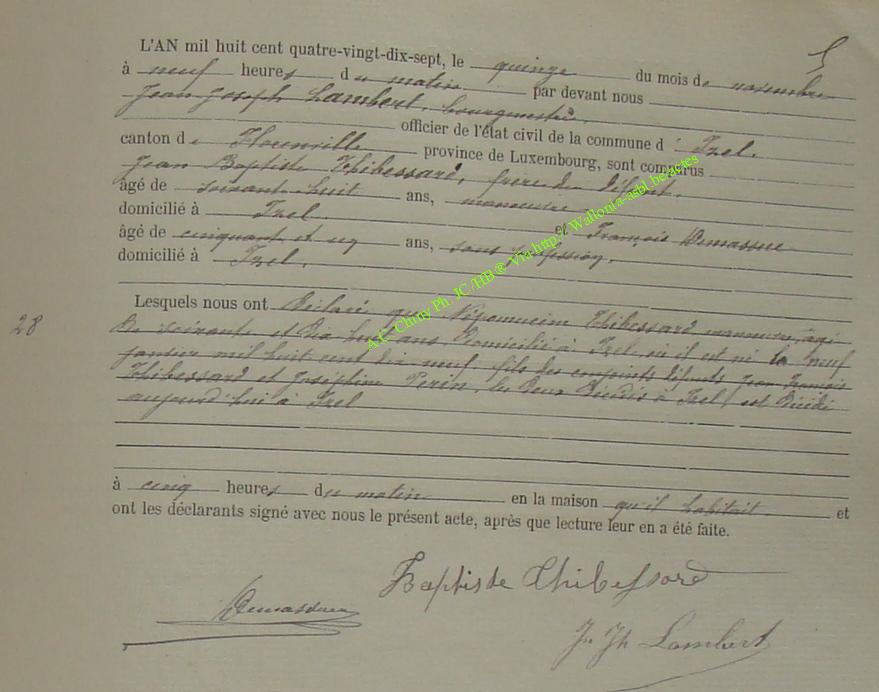 5
L'AN mil huit cent quatre-vingt-dix-sept, le quinze du mois de novembre
à neuf heures du matin par devant nous
Jean Joseph Lambert, bourgmestre,
officier de l'état civil de la commune d'Izel,
canton de Florenville province de Luxembourg, sont comparus
Jean Baptiste Thibessard, frère du défunt,
âgé de soixante huit ans, manœuvre
domicilié à Izel et François Demasure
âgé de cinquante et un ans, sans profession,
domicilié à Izel.
Lesquels nous ont déclaré que Népomucin Thibessard manœuvre, âgé
28
de soixante et dix huit ans domicilié à Izel, où il est né le neuf
janvier mil huit cent dix neuf, fils des conjoints défunts Jean François
Thibessard et Joséphine Perin, les deux décédés à Izel, est décédé
aujourd'hui à Izel
à cinq heures du matin en la maison qu'il habitait et
ont les déclarants signé avec nous le présent acte, après que lecture leur en a été faite.
Baptiste Thibessard
J. Jh Lambert
A.E. Chiny Ph. JC/HB® Via http://Wallonia-asbl.be/actes